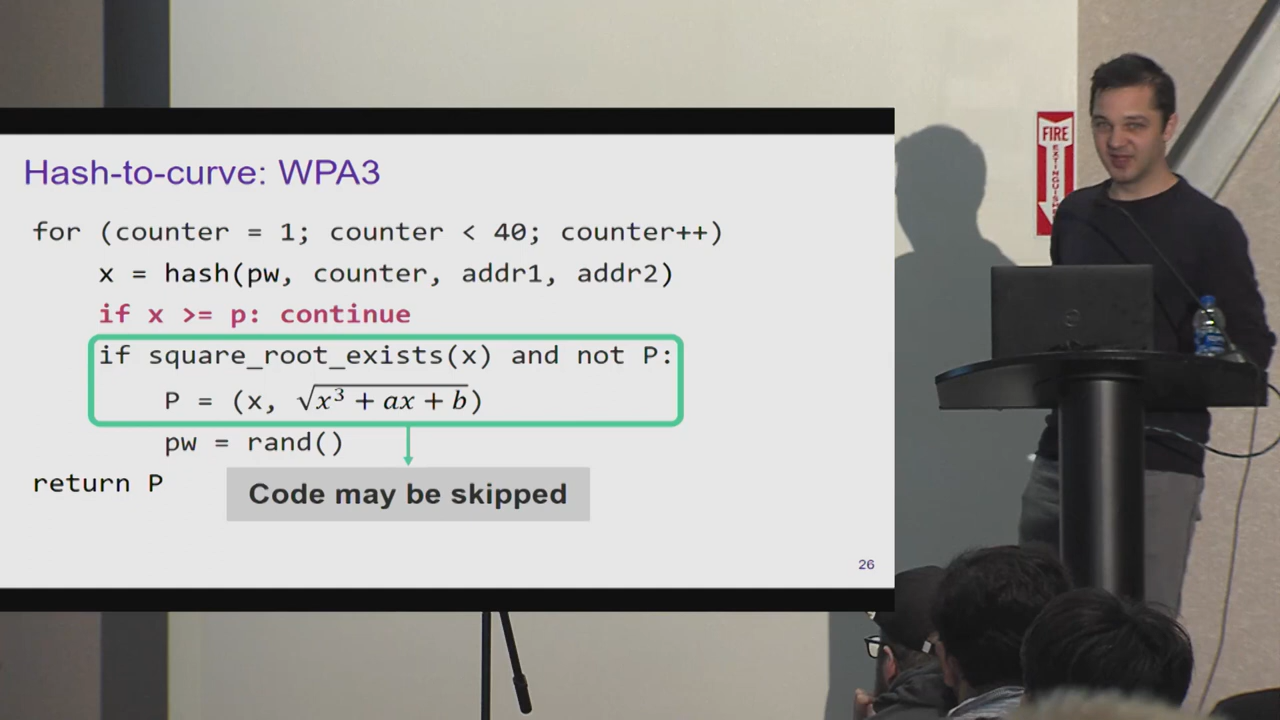 Hash-to-curve: WPA3
for (counter = 1; counter < 40; counter++)
x = hash(pw, counter, addr1, addr2)
if x >= p: continue
if square_root_exists(x) and not P:
P = (x, √x³ + ax + b)
pw = rand()
return P
Code may be skipped
26
FIRE
EXTINGUISHER